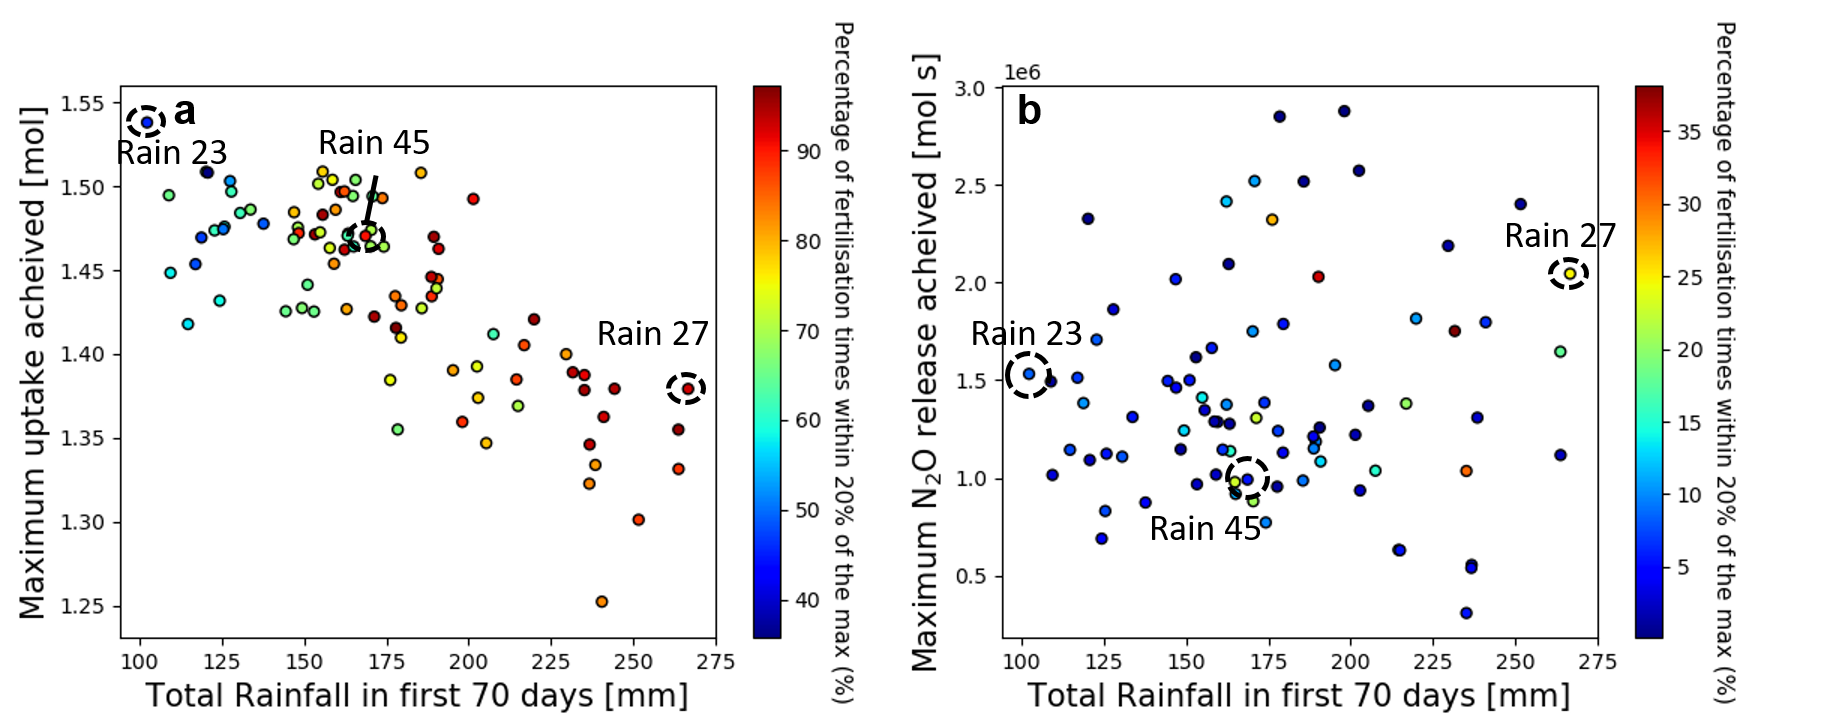 a
Rain 23
Rain 45
Rain 27
Maximum uptake acheived [mol]
1.55
1.50
1.45
1.40
1.35
1.30
1.25
100 125 150 175 200 225 250 275
Total Rainfall in first 70 days [mm]
90
80
70
60
50
40
Percentage of fertilisation times within 20% of the max (%)
1e6
b
Rain 27
Rain 23
Rain 45
Maximum N₂O release acheived [mol s]
3.0
2.5
2.0
1.5
1.0
0.5
100 125 150 175 200 225 250 275
Total Rainfall in first 70 days [mm]
35
30
25
20
15
10
5
Percentage of fertilisation times within 20% of the max (%)